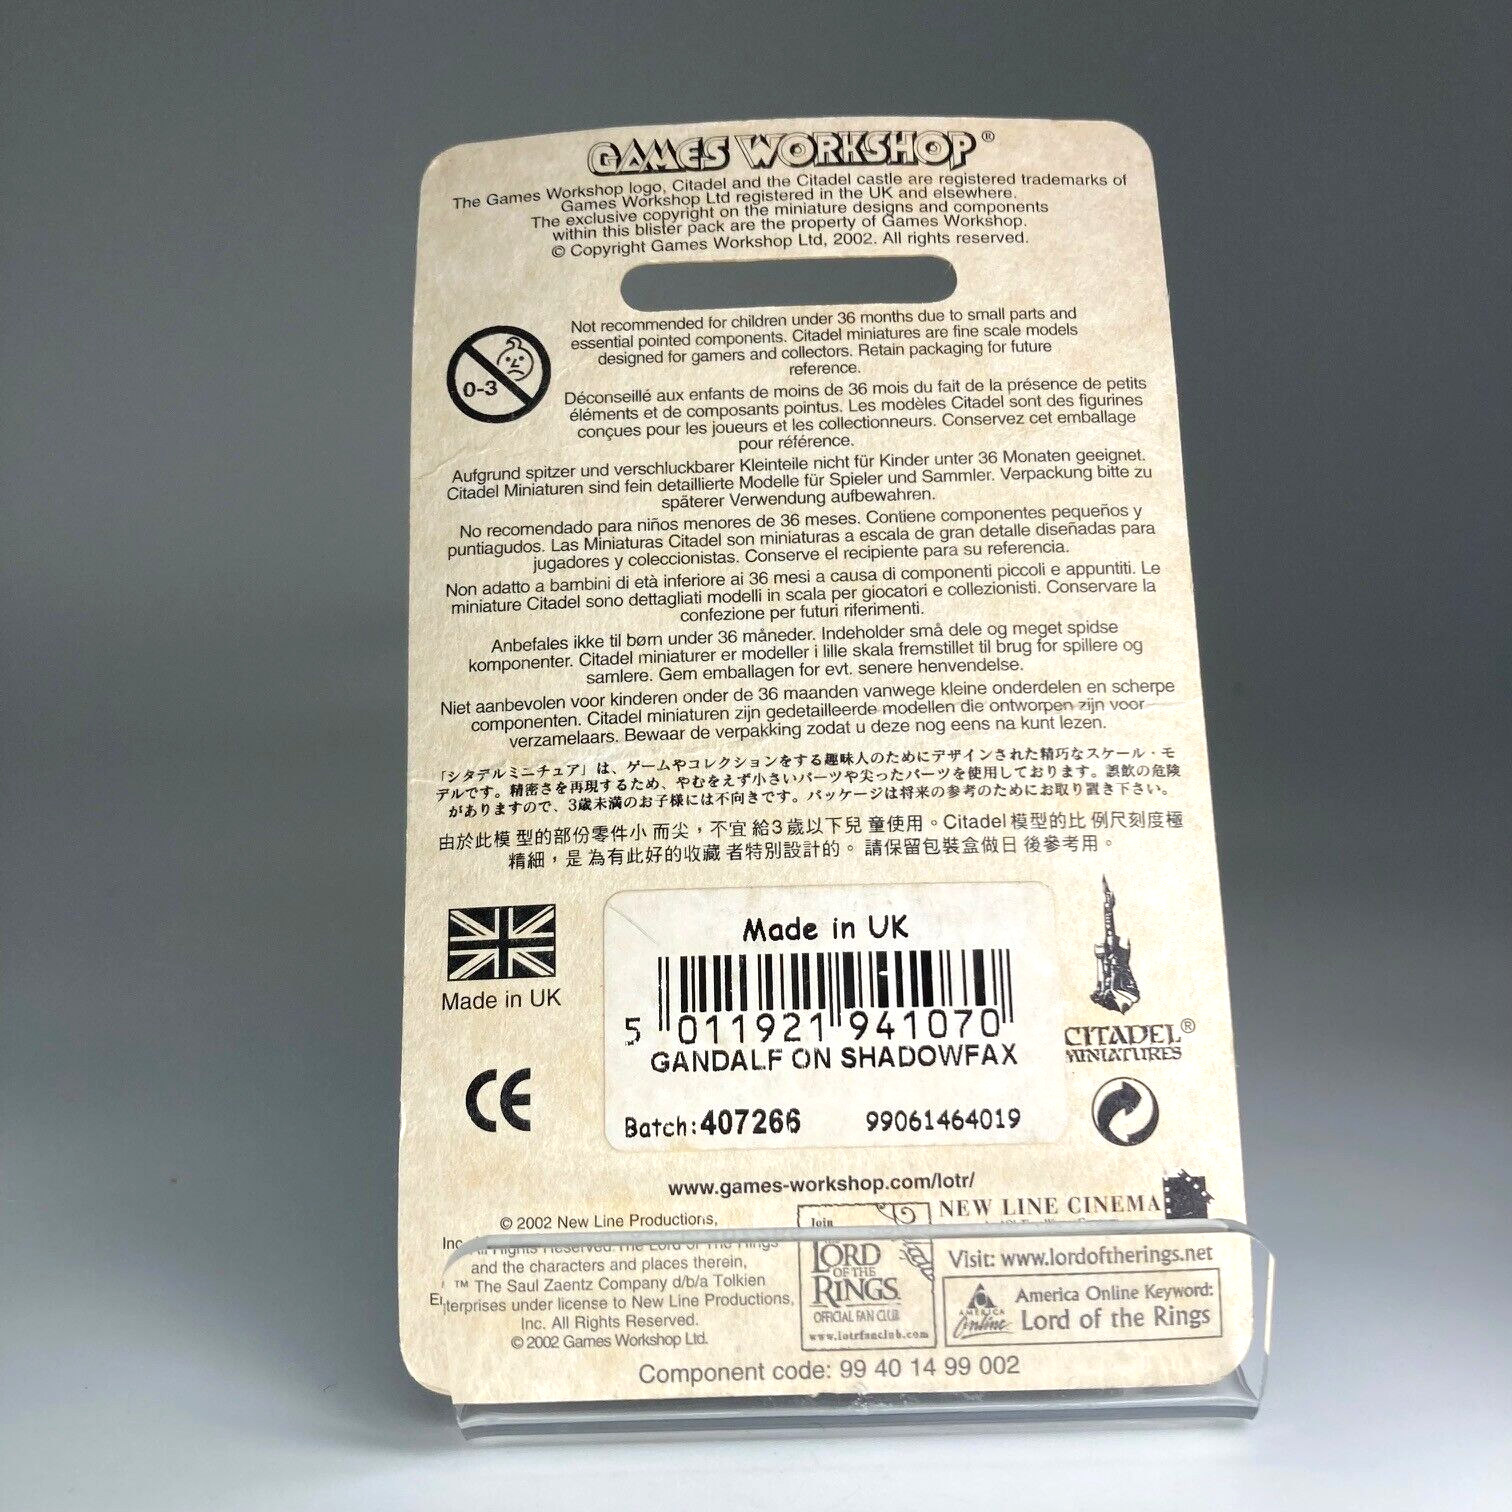 GAMES WORKSHOP®
The Games Workshop logo, Citadel and the Citadel castle are registered trademarks of
Games Workshop Ltd registered in the UK and elsewhere.
The exclusive copyright on the miniature designs and components
within this blister pack are the property of Games Workshop.
© Copyright Games Workshop Ltd, 2002. All rights reserved.
0-3
Not recommended for children under 36 months due to small parts and
essential pointed components. Citadel miniatures are fine scale models
designed for gamers and collectors. Retain packaging for future
reference.
Déconseillé aux enfants de moins de 36 mois du fait de la présence de petits
éléments et de composants pointus. Les modèles Citadel sont des figurines
conçues pour les joueurs et les collectionneurs. Conservez cet emballage
pour référence.
Aufgrund spitzer und verschluckbarer Kleinteile nicht für Kinder unter 36 Monaten geeignet.
Citadel Miniaturen sind fein detaillierte Modelle für Spieler und Sammler. Verpackung bitte zu
späterer Verwendung aufbewahren.
No recomendado para niños menores de 36 meses. Contiene componentes pequeños y
puntiagudos. Las Miniaturas Citadel son miniaturas a escala de gran detalle diseñadas para
jugadores y coleccionistas. Conserve el recipiente para su referencia.
Non adatto a bambini di età inferiore ai 36 mesi a causa di componenti piccoli e appuntiti. Le
miniature Citadel sono dettagliati modelli in scala per giocatori e collezionisti. Conservare la
confezione per futuri riferimenti.
Anbefales ikke til børn under 36 måneder. Indeholder små dele og meget spidse
komponenter. Citadel miniaturer er modeller i lille skala fremstillet til brug for spillere og
samlere. Gem emballagen for evt. senere henvendelse.
Niet aanbevolen voor kinderen onder de 36 maanden vanwege kleine onderdelen en scherpe
componenten. Citadel miniaturen zijn gedetailleerde modellen die ontworpen zijn voor
verzamelaars. Bewaar de verpakking zodat u deze nog eens na kunt lezen.
「シタデルミニチュア」は、ゲームやコレクションをする趣味人のためにデザインされた精巧なスケール・モ
デルです。精密さを再現するため、やむをえず小さいパーツや尖ったパーツを使用しております。誤飲の危険
がありますので、3歳未満のお子様には不向きです。パッケージは将来の参考のためにお取り置き下さい。
由於此模 型的部份零件小 而尖，不宜 給3歲以下兒 童使用。Citadel 模型的比 例尺刻度極
精細，是 為有此好的收藏 者特別設計的。 請保留包裝盒做日 後參考用。
Made in UK
Made in UK
5 011921 941070
GANDALF ON SHADOWFAX
Batch: 407266 99061464019
CITADEL®
MINIATURES
CE
www.games-workshop.com/lotr/
© 2002 New Line Productions,
Inc. All Rights Reserved. The Lord of The Rings
and the characters and places therein,
™ The Saul Zaentz Company d/b/a Tolkien
Enterprises under license to New Line Productions,
Inc. All Rights Reserved.
© 2002 Games Workshop Ltd.
Join
LORD
OF THE
RINGS
OFFICIAL FAN CLUB
www.lotrfanclub.com
NEW LINE CINEMA
Visit: www.lordoftherings.net
AMERICA
Online
America Online Keyword:
Lord of the Rings
Component code: 99 40 14 99 002